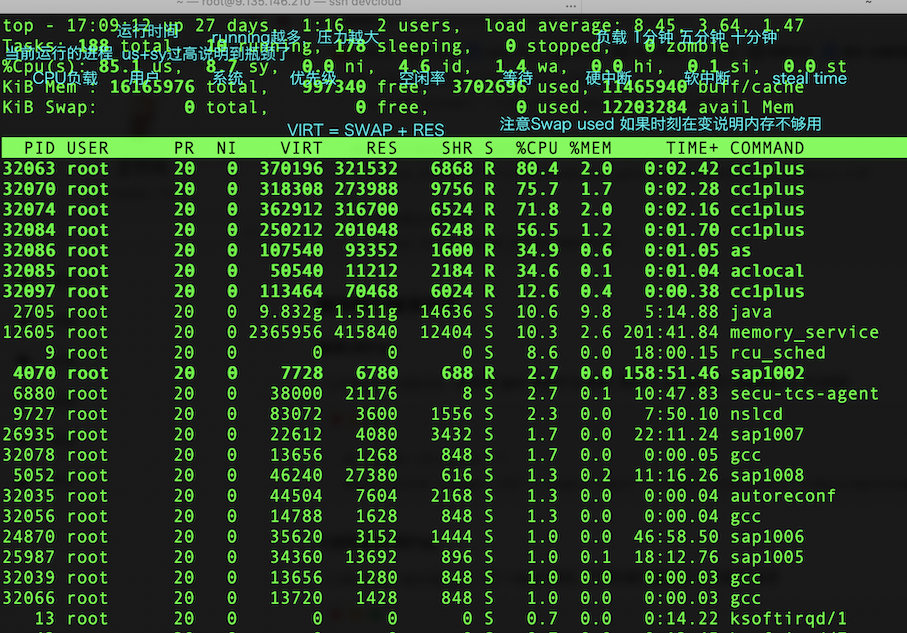 ~ — root@9.135.146.210 — ssh devcloud ... ~
top - 17:09:12 up 27 days, 1:16, 2 users, load average: 8.45, 3.64, 1.47
运行时间
running越多，压力越大
负载 1分钟 五分钟 十分钟
Tasks: 188 total, running, 178 sleeping, 0 stopped, 0 zombie
当前运行的进程 us+sy过高说明到瓶颈了
%Cpu(s): 85.1 us, 8.7 sy, 0.0 ni, 4.6 id, 1.4 wa, 0.0 hi, 0.1 si, 0.0 st
CPU负载 用户 系统 优先级 空闲率 等待 硬中断 软中断 steal time
KiB Mem : 16165976 total, 997340 free, 3702696 used, 11465940 buff/cache
KiB Swap: 0 total, 0 free, 0 used. 12203284 avail Mem
VIRT = SWAP + RES
注意Swap used 如果时刻在变说明内存不够用
PID USER PR NI VIRT RES SHR S %CPU %MEM TIME+ COMMAND
32063 root 20 0 370196 321532 6868 R 80.4 2.0 0:02.42 cc1plus
32070 root 20 0 318308 273988 9756 R 75.7 1.7 0:02.28 cc1plus
32074 root 20 0 362912 316700 6524 R 71.8 2.0 0:02.16 cc1plus
32084 root 20 0 250212 201048 6248 R 56.5 1.2 0:01.70 cc1plus
32086 root 20 0 107540 93352 1600 R 34.9 0.6 0:01.05 as
32085 root 20 0 50540 11212 2184 R 34.6 0.1 0:01.04 aclocal
32097 root 20 0 113464 70468 6024 R 12.6 0.4 0:00.38 cc1plus
2705 root 20 0 9.832g 1.511g 14636 S 10.6 9.8 5:14.88 java
12605 root 20 0 2365956 415840 12404 S 10.3 2.6 201:41.84 memory_service
9 root 20 0 0 0 0 S 8.6 0.0 18:00.15 rcu_sched
4070 root 20 0 7728 6780 688 R 2.7 0.0 158:51.46 sap1002
6880 root 20 0 38000 21176 8 S 2.7 0.1 10:47.83 secu-tcs-agent
9727 root 20 0 83072 3600 1556 S 2.3 0.0 7:50.10 nslcd
26935 root 20 0 22612 4080 3432 S 1.7 0.0 22:11.24 sap1007
32078 root 20 0 13656 1268 848 S 1.7 0.0 0:00.05 gcc
5052 root 20 0 46240 27380 616 S 1.3 0.2 11:16.26 sap1008
32035 root 20 0 44504 7604 2168 S 1.3 0.0 0:00.04 autoreconf
32056 root 20 0 14788 1628 848 S 1.3 0.0 0:00.04 gcc
24870 root 20 0 35620 3152 1444 S 1.0 0.0 46:58.50 sap1006
25987 root 20 0 34360 13692 896 S 1.0 0.1 18:12.76 sap1005
32039 root 20 0 13656 1280 848 S 1.0 0.0 0:00.03 gcc
32066 root 20 0 13720 1428 848 S 1.0 0.0 0:00.03 gcc
13 root 20 0 0 0 0 S 0.7 0.0 0:14.22 ksoftirqd/1